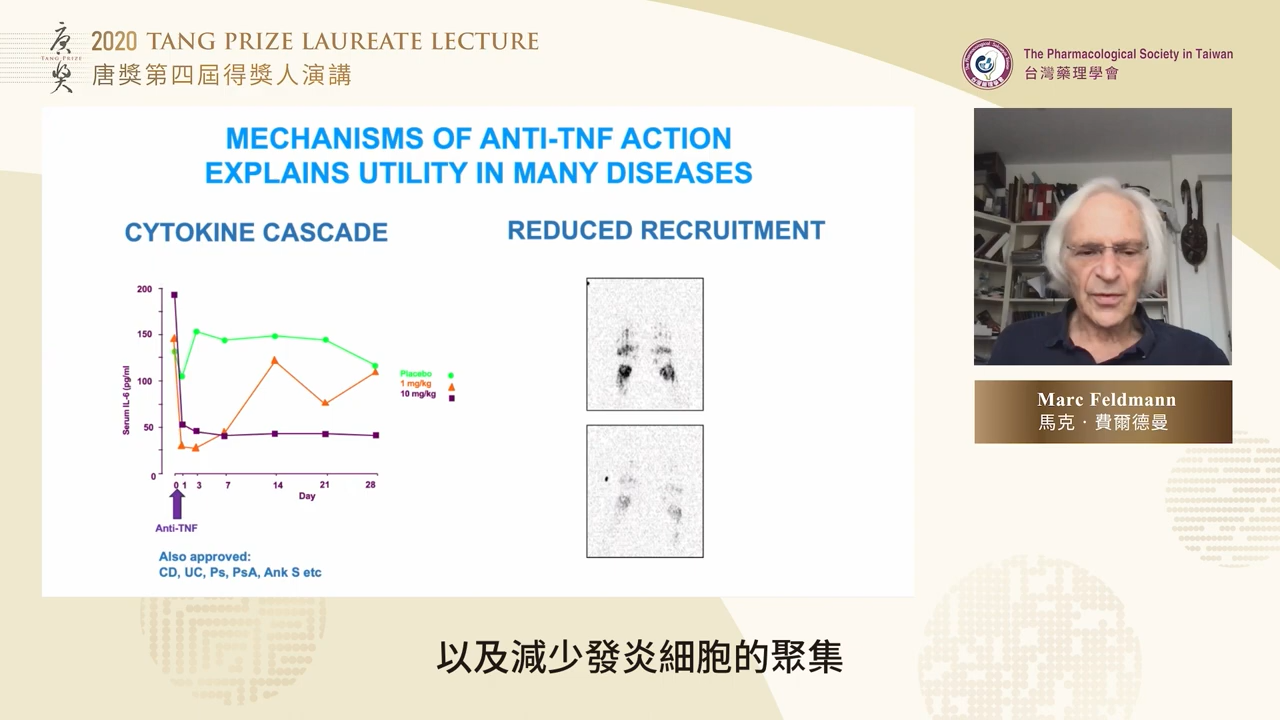 唐獎
TANG PRIZE
2020 TANG PRIZE LAUREATE LECTURE
唐獎第四屆得獎人演講
The Pharmacological Society in Taiwan
台灣藥理學會
MECHANISMS OF ANTI-TNF ACTION
EXPLAINS UTILITY IN MANY DISEASES
CYTOKINE CASCADE
REDUCED RECRUITMENT
Serum IL-6 (pg/ml
200
150
100
50
0
0 1 3 7 14 21 28
Day
Placebo
1 mg/kg
10 mg/kg
Anti-TNF
Also approved:
CD, UC, Ps, PsA, Ank S etc
Marc Feldmann
馬克·費爾德曼
以及減少發炎細胞的聚集